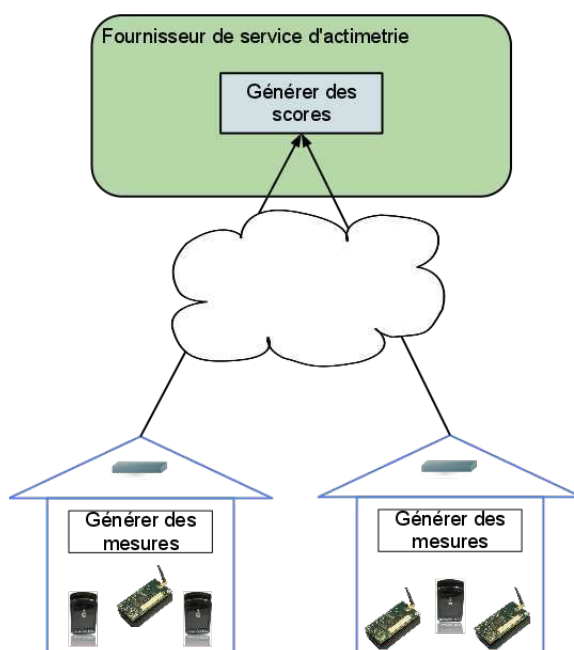 Fournisseur de service d'actimetrie
Générer des
scores
Générer des
mesures
Générer des
mesures